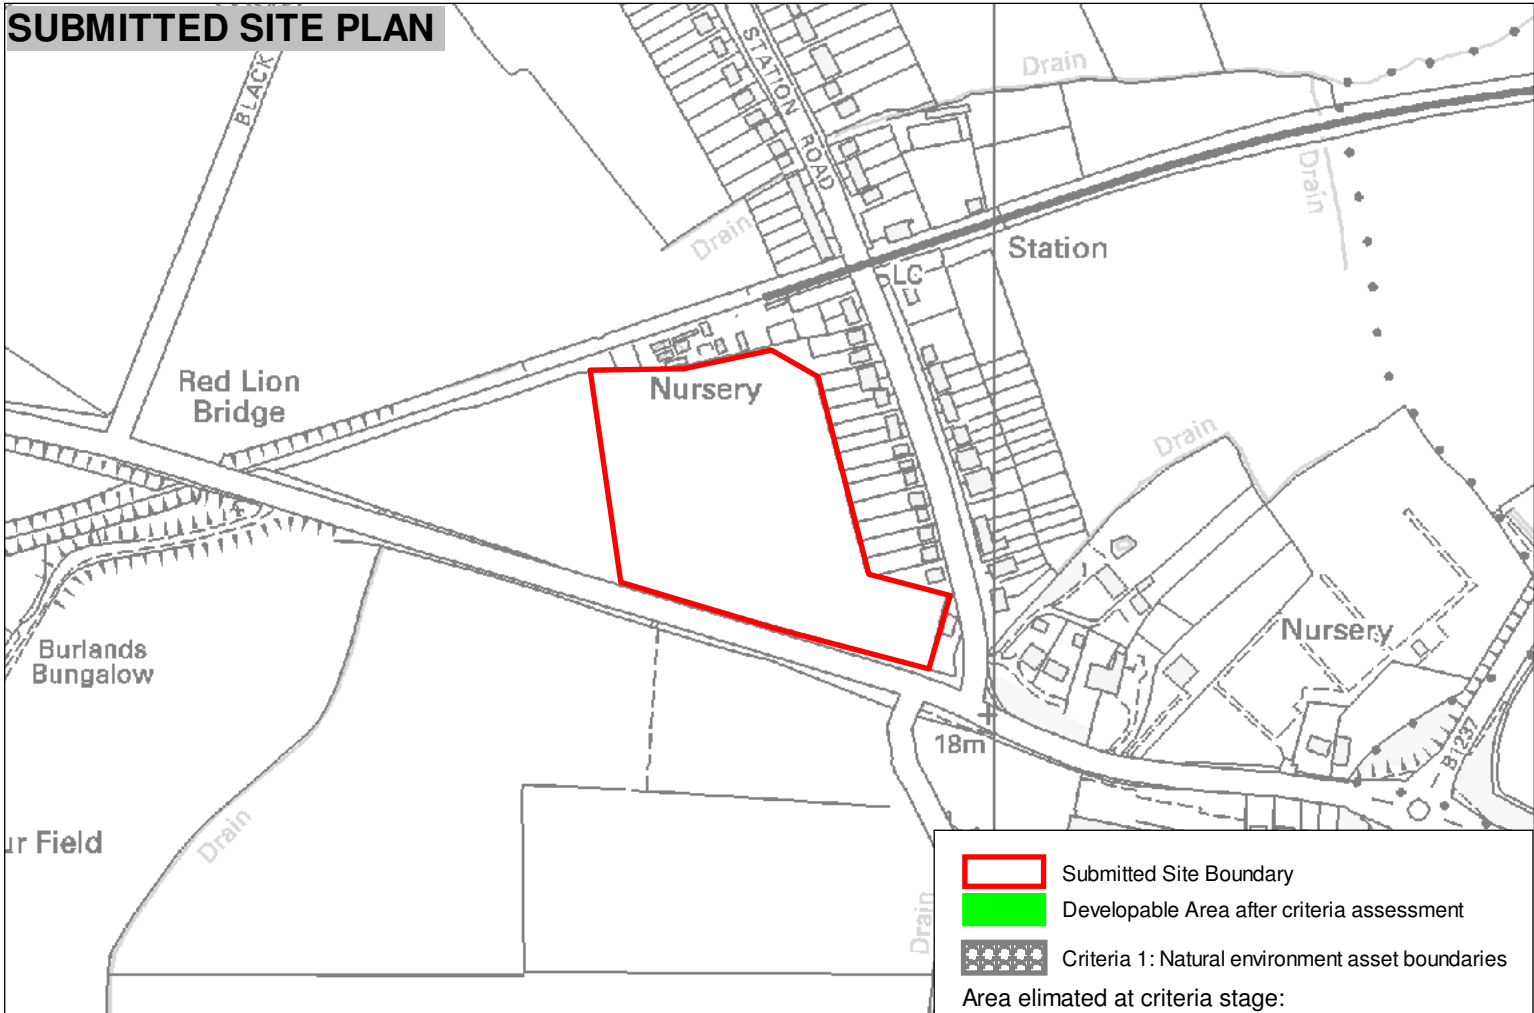 SUBMITTED SITE PLAN
BLACK
STATION ROAD
Drain
Drain
Drain
Station
LC
Red Lion
Bridge
Nursery
Drain
Burlands
Bungalow
Nursery
18m
B1237
ur Field
Drain
Drain
Submitted Site Boundary
Developable Area after criteria assessment
Criteria 1: Natural environment asset boundaries
Area elimated at criteria stage: